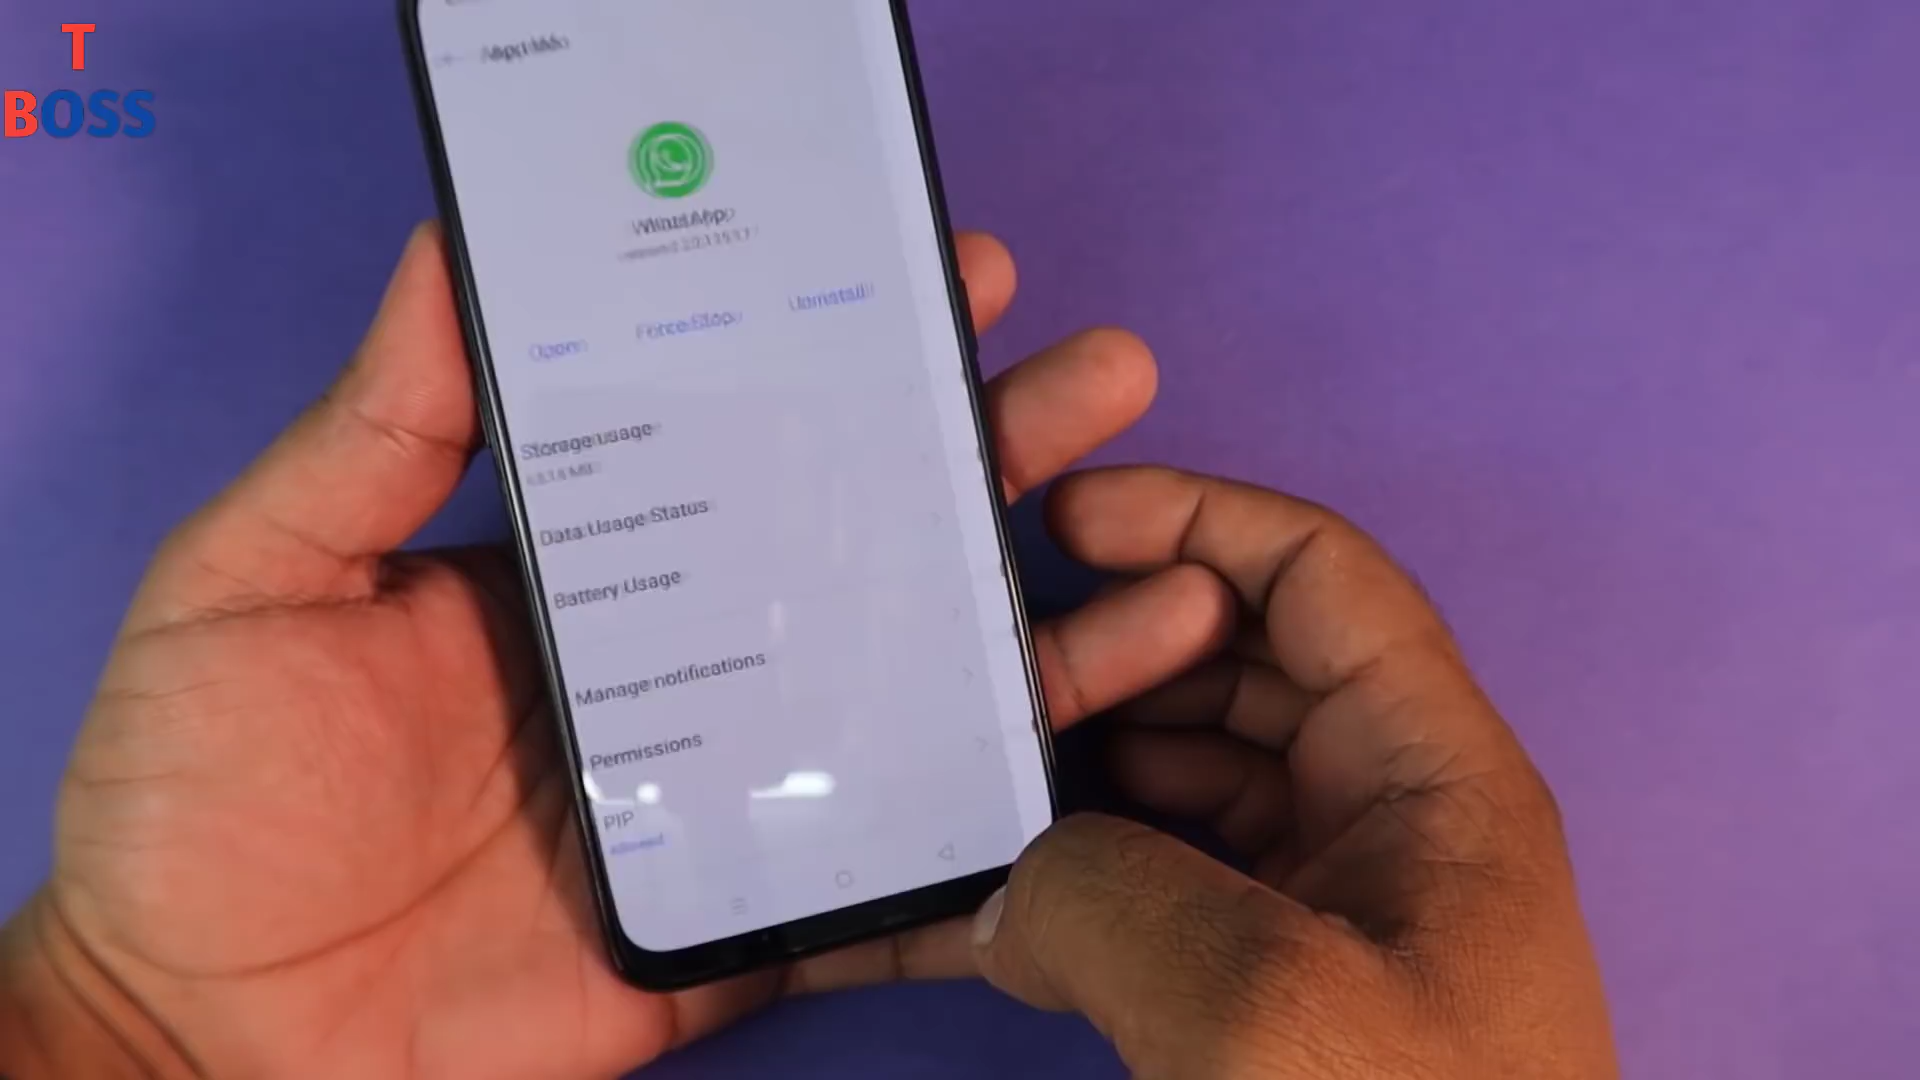 T
BOSS
App info
WhatsApp
Open
Force Stop
Uninstall
Storage usage
Data Usage Status
Battery Usage
Manage notifications
Permissions
PIP
allowed